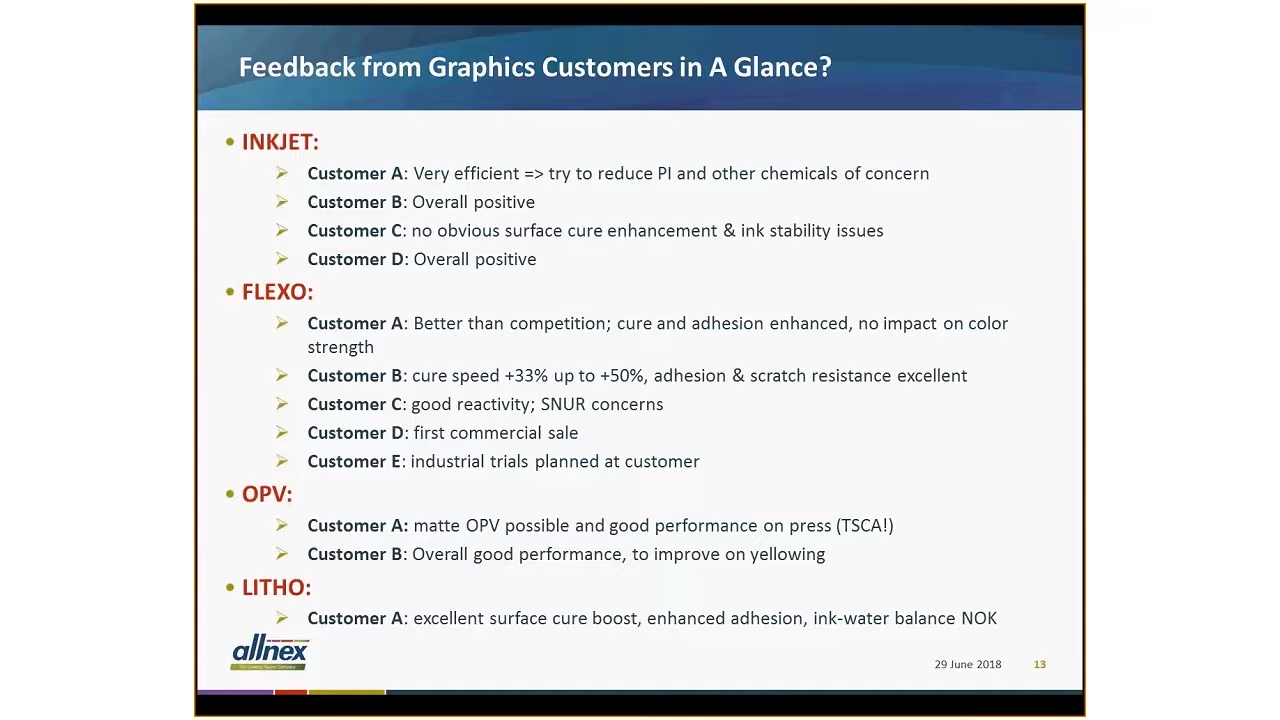 Feedback from Graphics Customers in A Glance?
• INKJET:
➢ Customer A: Very efficient => try to reduce PI and other chemicals of concern
➢ Customer B: Overall positive
➢ Customer C: no obvious surface cure enhancement & ink stability issues
➢ Customer D: Overall positive
• FLEXO:
➢ Customer A: Better than competition; cure and adhesion enhanced, no impact on color
strength
➢ Customer B: cure speed +33% up to +50%, adhesion & scratch resistance excellent
➢ Customer C: good reactivity; SNUR concerns
➢ Customer D: first commercial sale
➢ Customer E: industrial trials planned at customer
• OPV:
➢ Customer A: matte OPV possible and good performance on press (TSCA!)
➢ Customer B: Overall good performance, to improve on yellowing
• LITHO:
➢ Customer A: excellent surface cure boost, enhanced adhesion, ink-water balance NOK
allnex
29 June 2018 13